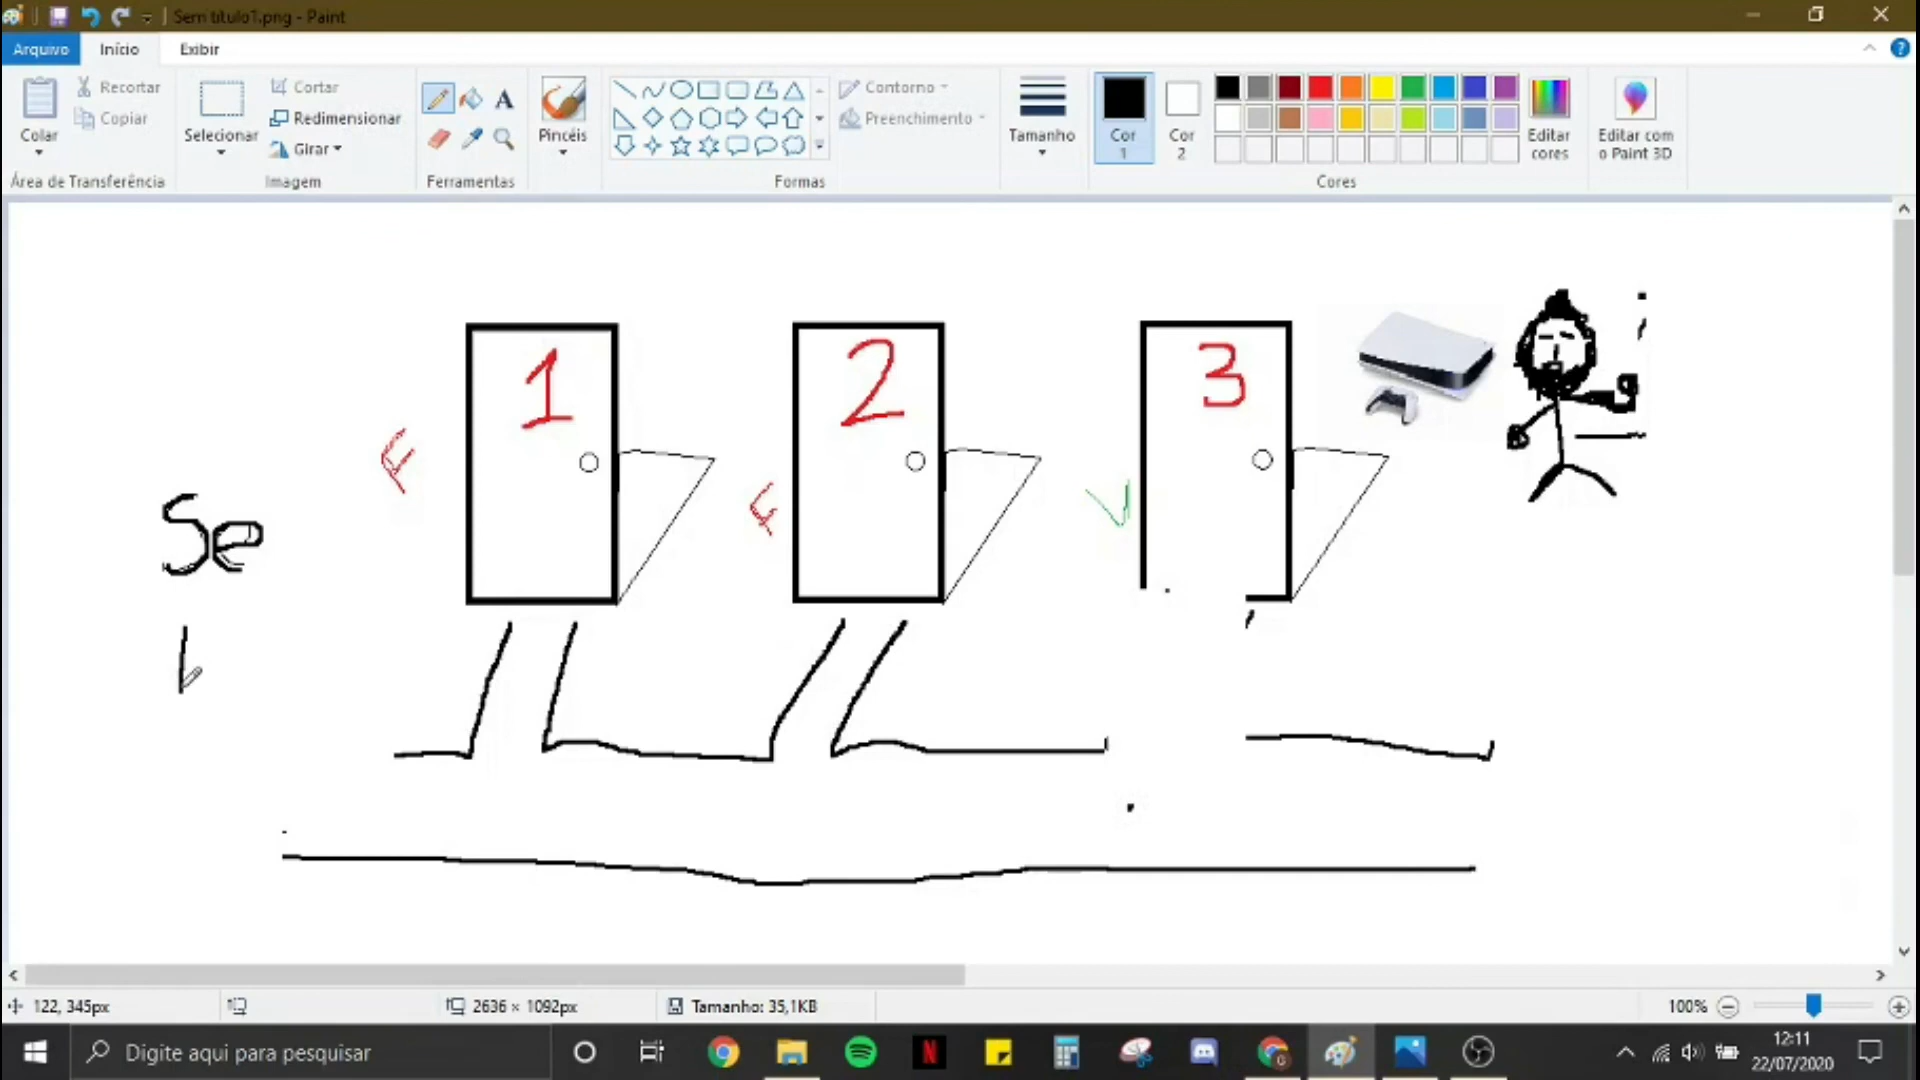 Sem título1.png - Paint
Arquivo Início Exibir
Colar
Recortar
Copiar
Área de Transferência
Selecionar
Cortar
Redimensionar
Girar
Imagem
A
Ferramentas
Pincéis
Formas
Contorno
Preenchimento
Tamanho
Cor 1
Cor 2
Cores
Editar cores
Editar com o Paint 3D
1 2 3
F
F
V
Se
122, 345px
2636 × 1092px
Tamanho: 35,1KB
100%
Digite aqui para pesquisar
12:11
22/07/2020